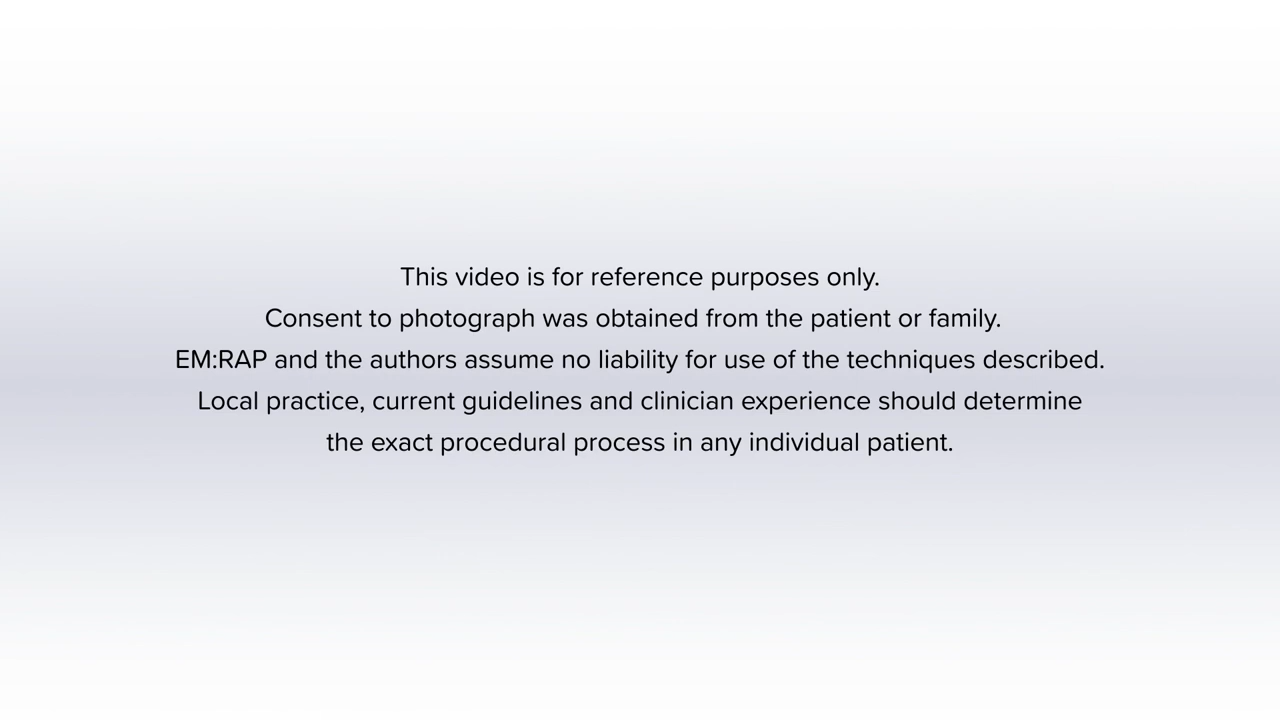 This video is for reference purposes only.
Consent to photograph was obtained from the patient or family.
EM:RAP and the authors assume no liability for use of the techniques described.
Local practice, current guidelines and clinician experience should determine
the exact procedural process in any individual patient.